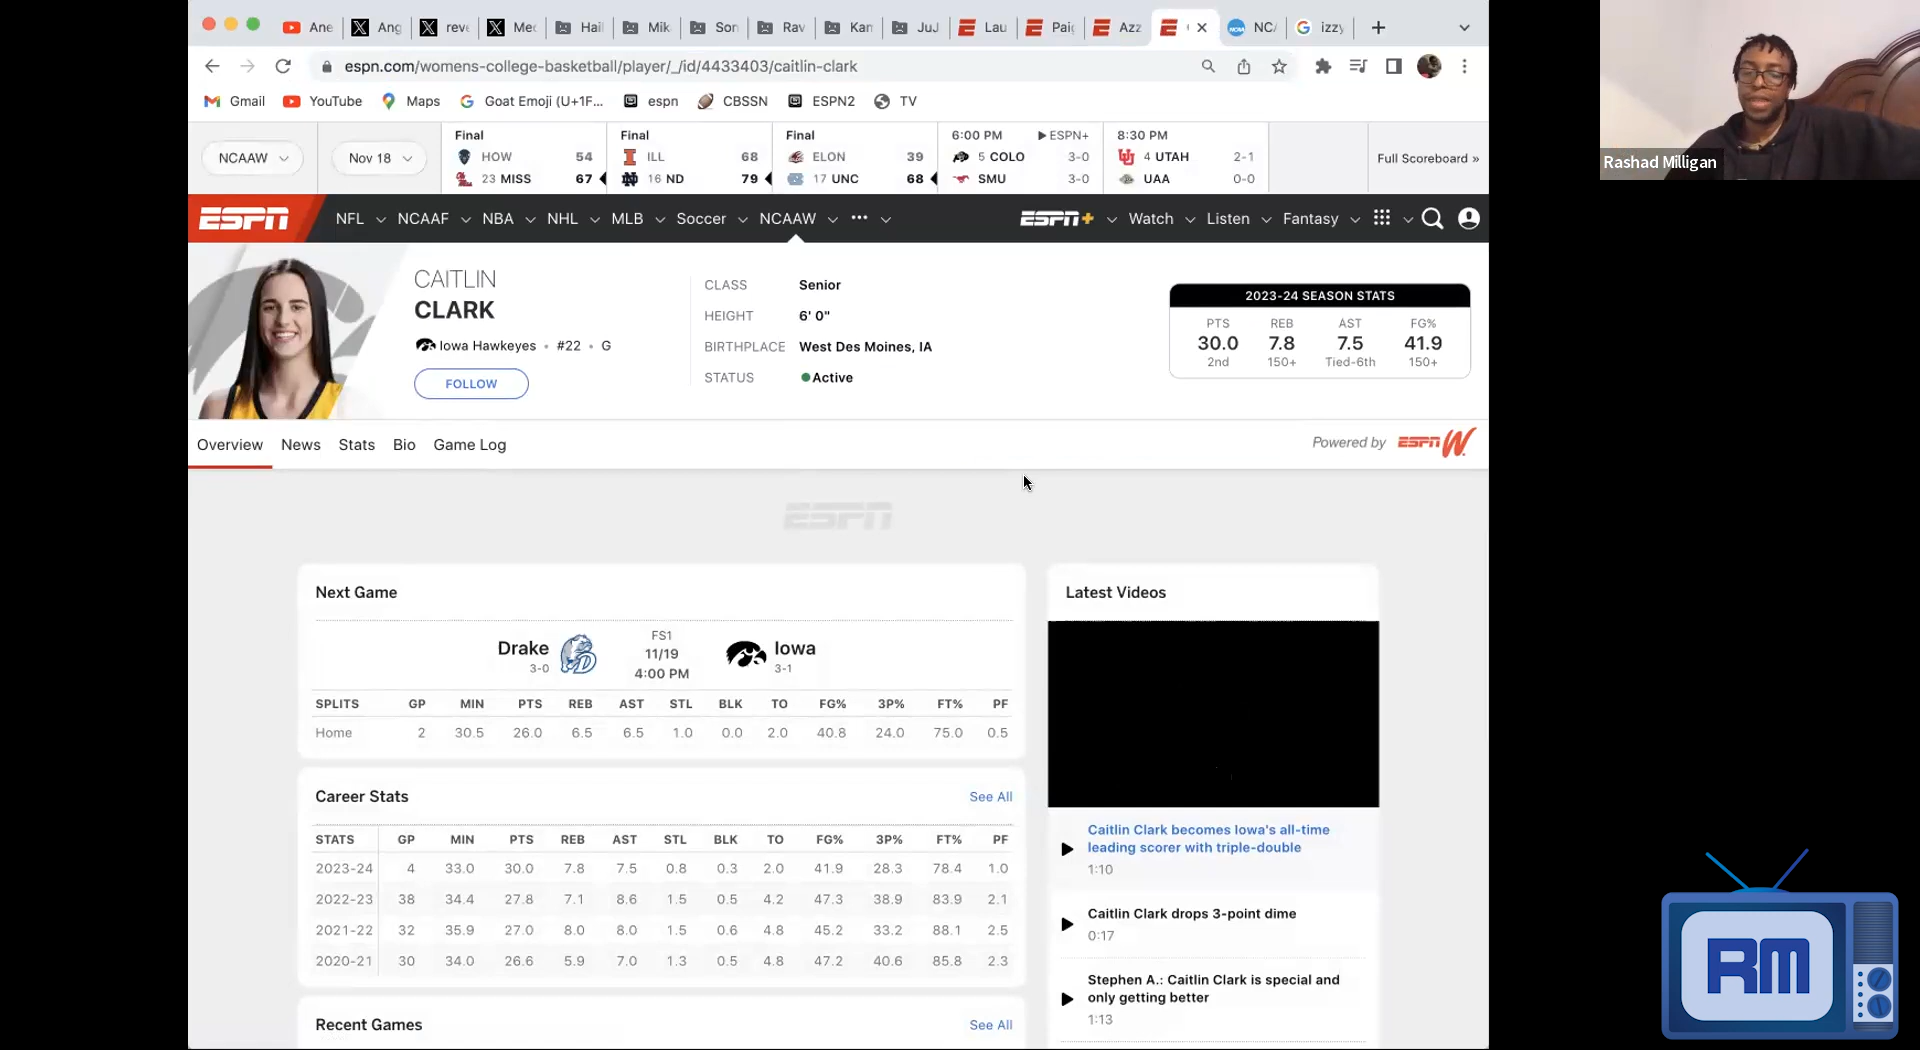 Ane
Ang
reve
Mec
Hail
Mik
Son
Rav
Kan
JuJ
Lau
Paig
Azz
NCA
izzy
espn.com/womens-college-basketball/player/_/id/4433403/caitlin-clark
Gmail YouTube Maps Goat Emoji (U+1F... espn CBSSN ESPN2 TV
NCAAW
Nov 18
Final
HOW 54
23 MISS 67
Final
ILL 68
16 ND 79
Final
ELON 39
17 UNC 68
6:00 PM ESPN+
5 COLO 3-0
SMU 3-0
8:30 PM
4 UTAH 2-1
UAA 0-0
Full Scoreboard »
ESPN NFL NCAAF NBA NHL MLB Soccer NCAAW ••• ESPN+ Watch Listen Fantasy
CAITLIN
CLARK
Iowa Hawkeyes • #22 • G
FOLLOW
CLASS Senior
HEIGHT 6' 0"
BIRTHPLACE West Des Moines, IA
STATUS Active
2023-24 SEASON STATS
PTS REB AST FG%
30.0 7.8 7.5 41.9
2nd 150+ Tied-6th 150+
Overview News Stats Bio Game Log
Powered by ESPNW.
ESPN
Next Game
Drake
3-0
FS1
11/19
4:00 PM
Iowa
3-1
SPLITS GP MIN PTS REB AST STL BLK TO FG% 3P% FT% PF
Home 2 30.5 26.0 6.5 6.5 1.0 0.0 2.0 40.8 24.0 75.0 0.5
Career Stats See All
STATS GP MIN PTS REB AST STL BLK TO FG% 3P% FT% PF
2023-24 4 33.0 30.0 7.8 7.5 0.8 0.3 2.0 41.9 28.3 78.4 1.0
2022-23 38 34.4 27.8 7.1 8.6 1.5 0.5 4.2 47.3 38.9 83.9 2.1
2021-22 32 35.9 27.0 8.0 8.0 1.5 0.6 4.8 45.2 33.2 88.1 2.5
2020-21 30 34.0 26.6 5.9 7.0 1.3 0.5 4.8 47.2 40.6 85.8 2.3
Recent Games See All
Latest Videos
Caitlin Clark becomes Iowa's all-time
leading scorer with triple-double
1:10
Caitlin Clark drops 3-point dime
0:17
Stephen A.: Caitlin Clark is special and
only getting better
1:13
Rashad Milligan
RM